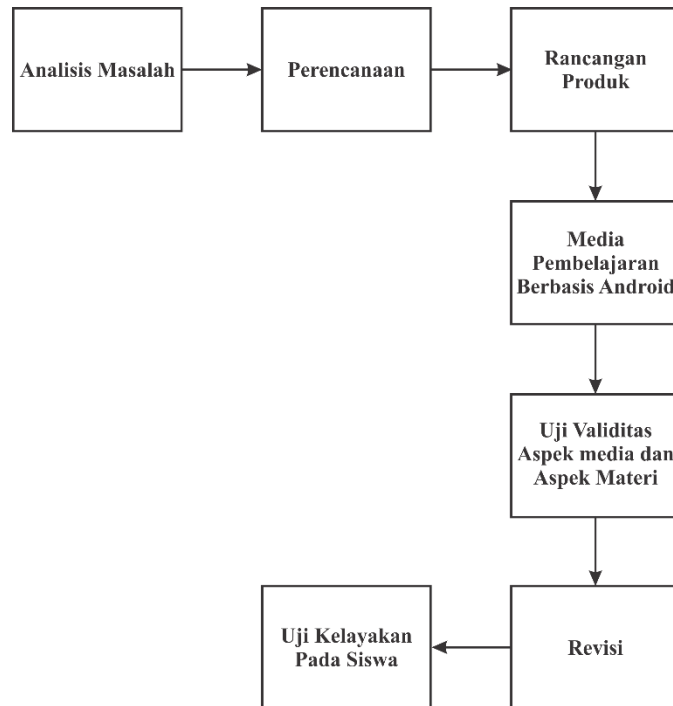 Analisis Masalah
Perencanaan
Rancangan
Produk
Media
Pembelajaran
Berbasis Android
Uji Validitas
Aspek media dan
Aspek Materi
Revisi
Uji Kelayakan
Pada Siswa